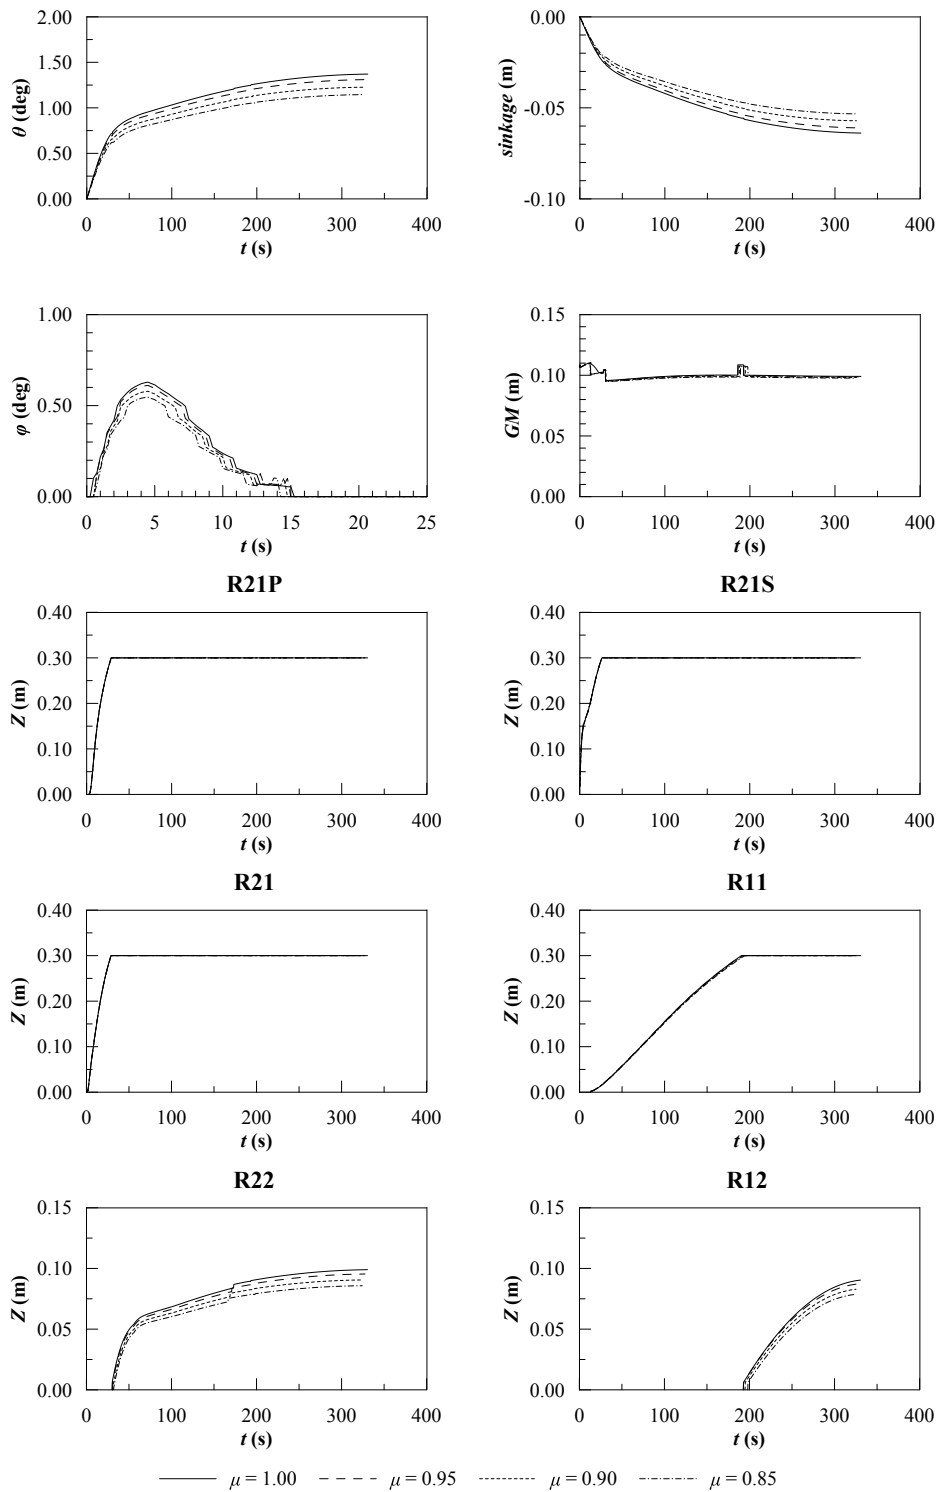 2.00
1.50
1.00
0.50
0.00
θ (deg)
0 100 200 300 400
t (s)
0.00
-0.05
-0.10
sinkage (m)
0 100 200 300 400
t (s)
1.00
0.50
0.00
φ (deg)
0 5 10 15 20 25
t (s)
0.15
0.10
0.05
0.00
GM (m)
0 100 200 300 400
t (s)
R21P
0.40
0.30
0.20
0.10
0.00
Z (m)
0 100 200 300 400
t (s)
R21S
0.40
0.30
0.20
0.10
0.00
Z (m)
0 100 200 300 400
t (s)
R21
0.40
0.30
0.20
0.10
0.00
Z (m)
0 100 200 300 400
t (s)
R11
0.40
0.30
0.20
0.10
0.00
Z (m)
0 100 200 300 400
t (s)
R22
0.15
0.10
0.05
0.00
Z (m)
0 100 200 300 400
t (s)
R12
0.15
0.10
0.05
0.00
Z (m)
0 100 200 300 400
t (s)
μ = 1.00 μ = 0.95 μ = 0.90 μ = 0.85